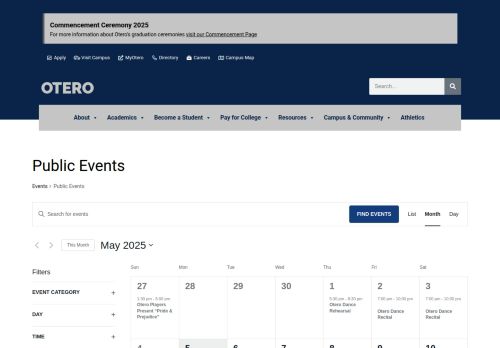 Commencement Ceremony 2025
For more information about Otero's graduation ceremonies visit our Commencement Page
Apply Visit Campus MyOtero Directory Careers Campus Map
OTERO
Search...
About Academics Become a Student Pay for College Resources Campus & Community Athletics
Public Events
Events Public Events
Search for events
FIND EVENTS List Month Day
This Month May 2025
Filters
Sun Mon Tue Wed Thu Fri Sat
EVENT CATEGORY +
DAY +
TIME +
27 28 29 30 1 2 3
1:30 pm - 5:00 pm
Otero Players Present "Pride & Prejudice"
5:30 pm - 8:30 pm
Otero Dance Rehearsal
7:00 pm - 10:00 pm
Otero Dance Recital
7:00 pm - 10:00 pm
Otero Dance Recital
4 5 6 7 8 9 10